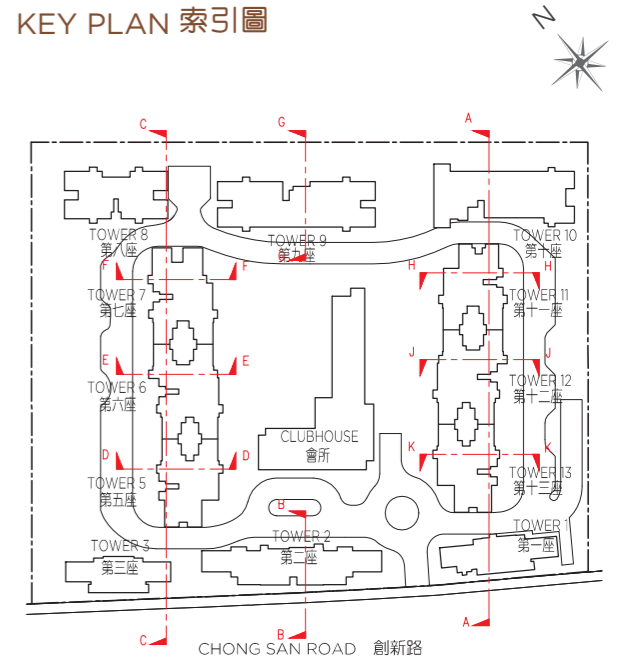 KEY PLAN 索引圖
N
C
G
A
TOWER 8
第八座
TOWER 9
第九座
G
TOWER 10
第十座
F
F
H
H
TOWER 7
第七座
TOWER 11
第十一座
E
E
J
J
TOWER 6
第六座
TOWER 12
第十二座
CLUBHOUSE
會所
D
D
K
K
TOWER 5
第五座
TOWER 13
第十三座
B
TOWER 3
第三座
TOWER 2
第二座
TOWER 1
第一座
C
B
A
CHONG SAN ROAD 創新路